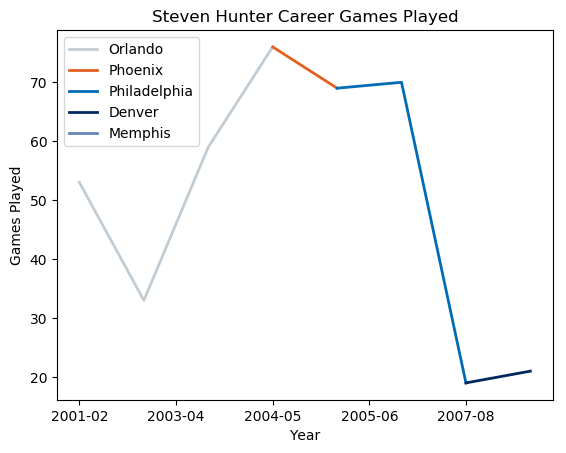 Steven Hunter Career Games Played
Orlando
Phoenix
Philadelphia
Denver
Memphis
Games Played
70
60
50
40
30
20
2001-02 2003-04 2004-05 2005-06 2007-08
Year